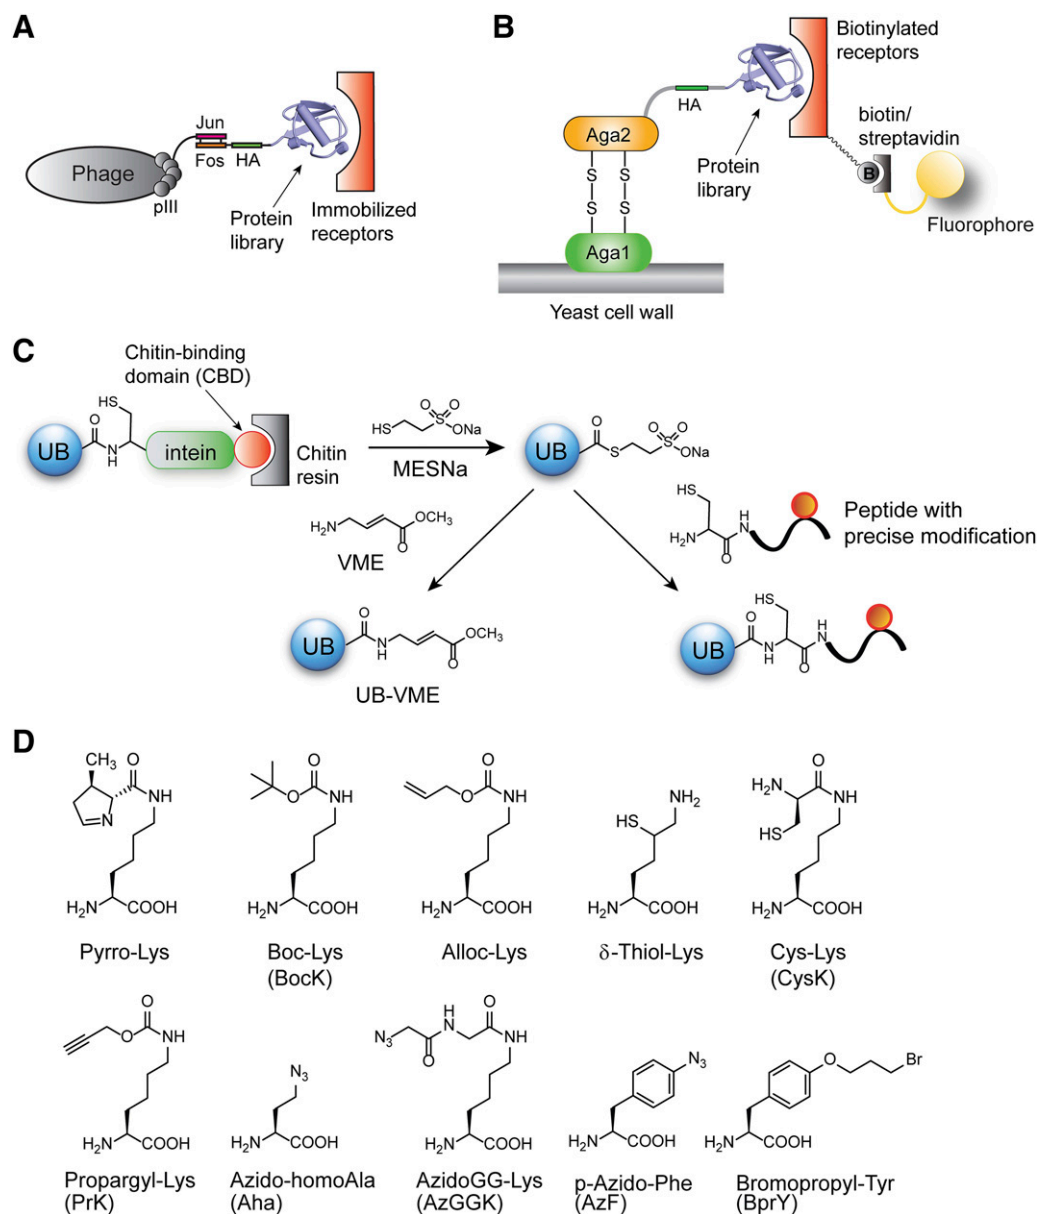 A
Jun
Fos
HA
Phage
pIII
Protein
library
Immobilized
receptors
B
Biotinylated
receptors
HA
biotin/
streptavidin
Aga2
Protein
library
B
Fluorophore
S
S
S
S
Aga1
Yeast cell wall
C
Chitin-binding
domain (CBD)
HS
O
UB
N
H
intein
Chitin
resin
HS
O
O
S
ONa
MESNa
UB
O
S
O
O
S
ONa
H2N
OCH3
O
VME
HS
H2N
O
H
N
Peptide with
precise modification
UB
O
N
H
OCH3
O
UB-VME
UB
O
N
H
HS
O
H
N
D
CH3
O
NH
N
H2N
COOH
Pyrro-Lys
O
O
NH
H2N
COOH
Boc-Lys
(BocK)
O
O
NH
H2N
COOH
Alloc-Lys
NH2
HS
H2N
COOH
δ-Thiol-Lys
O
H2N
NH
HS
H2N
COOH
Cys-Lys
(CysK)
O
O
NH
H2N
COOH
Propargyl-Lys
(PrK)
N3
H2N
COOH
Azido-homoAla
(Aha)
N3
O
H
N
O
NH
H2N
COOH
AzidoGG-Lys
(AzGGK)
N3
H2N
COOH
p-Azido-Phe
(AzF)
O
Br
H2N
COOH
Bromopropyl-Tyr
(BprY)